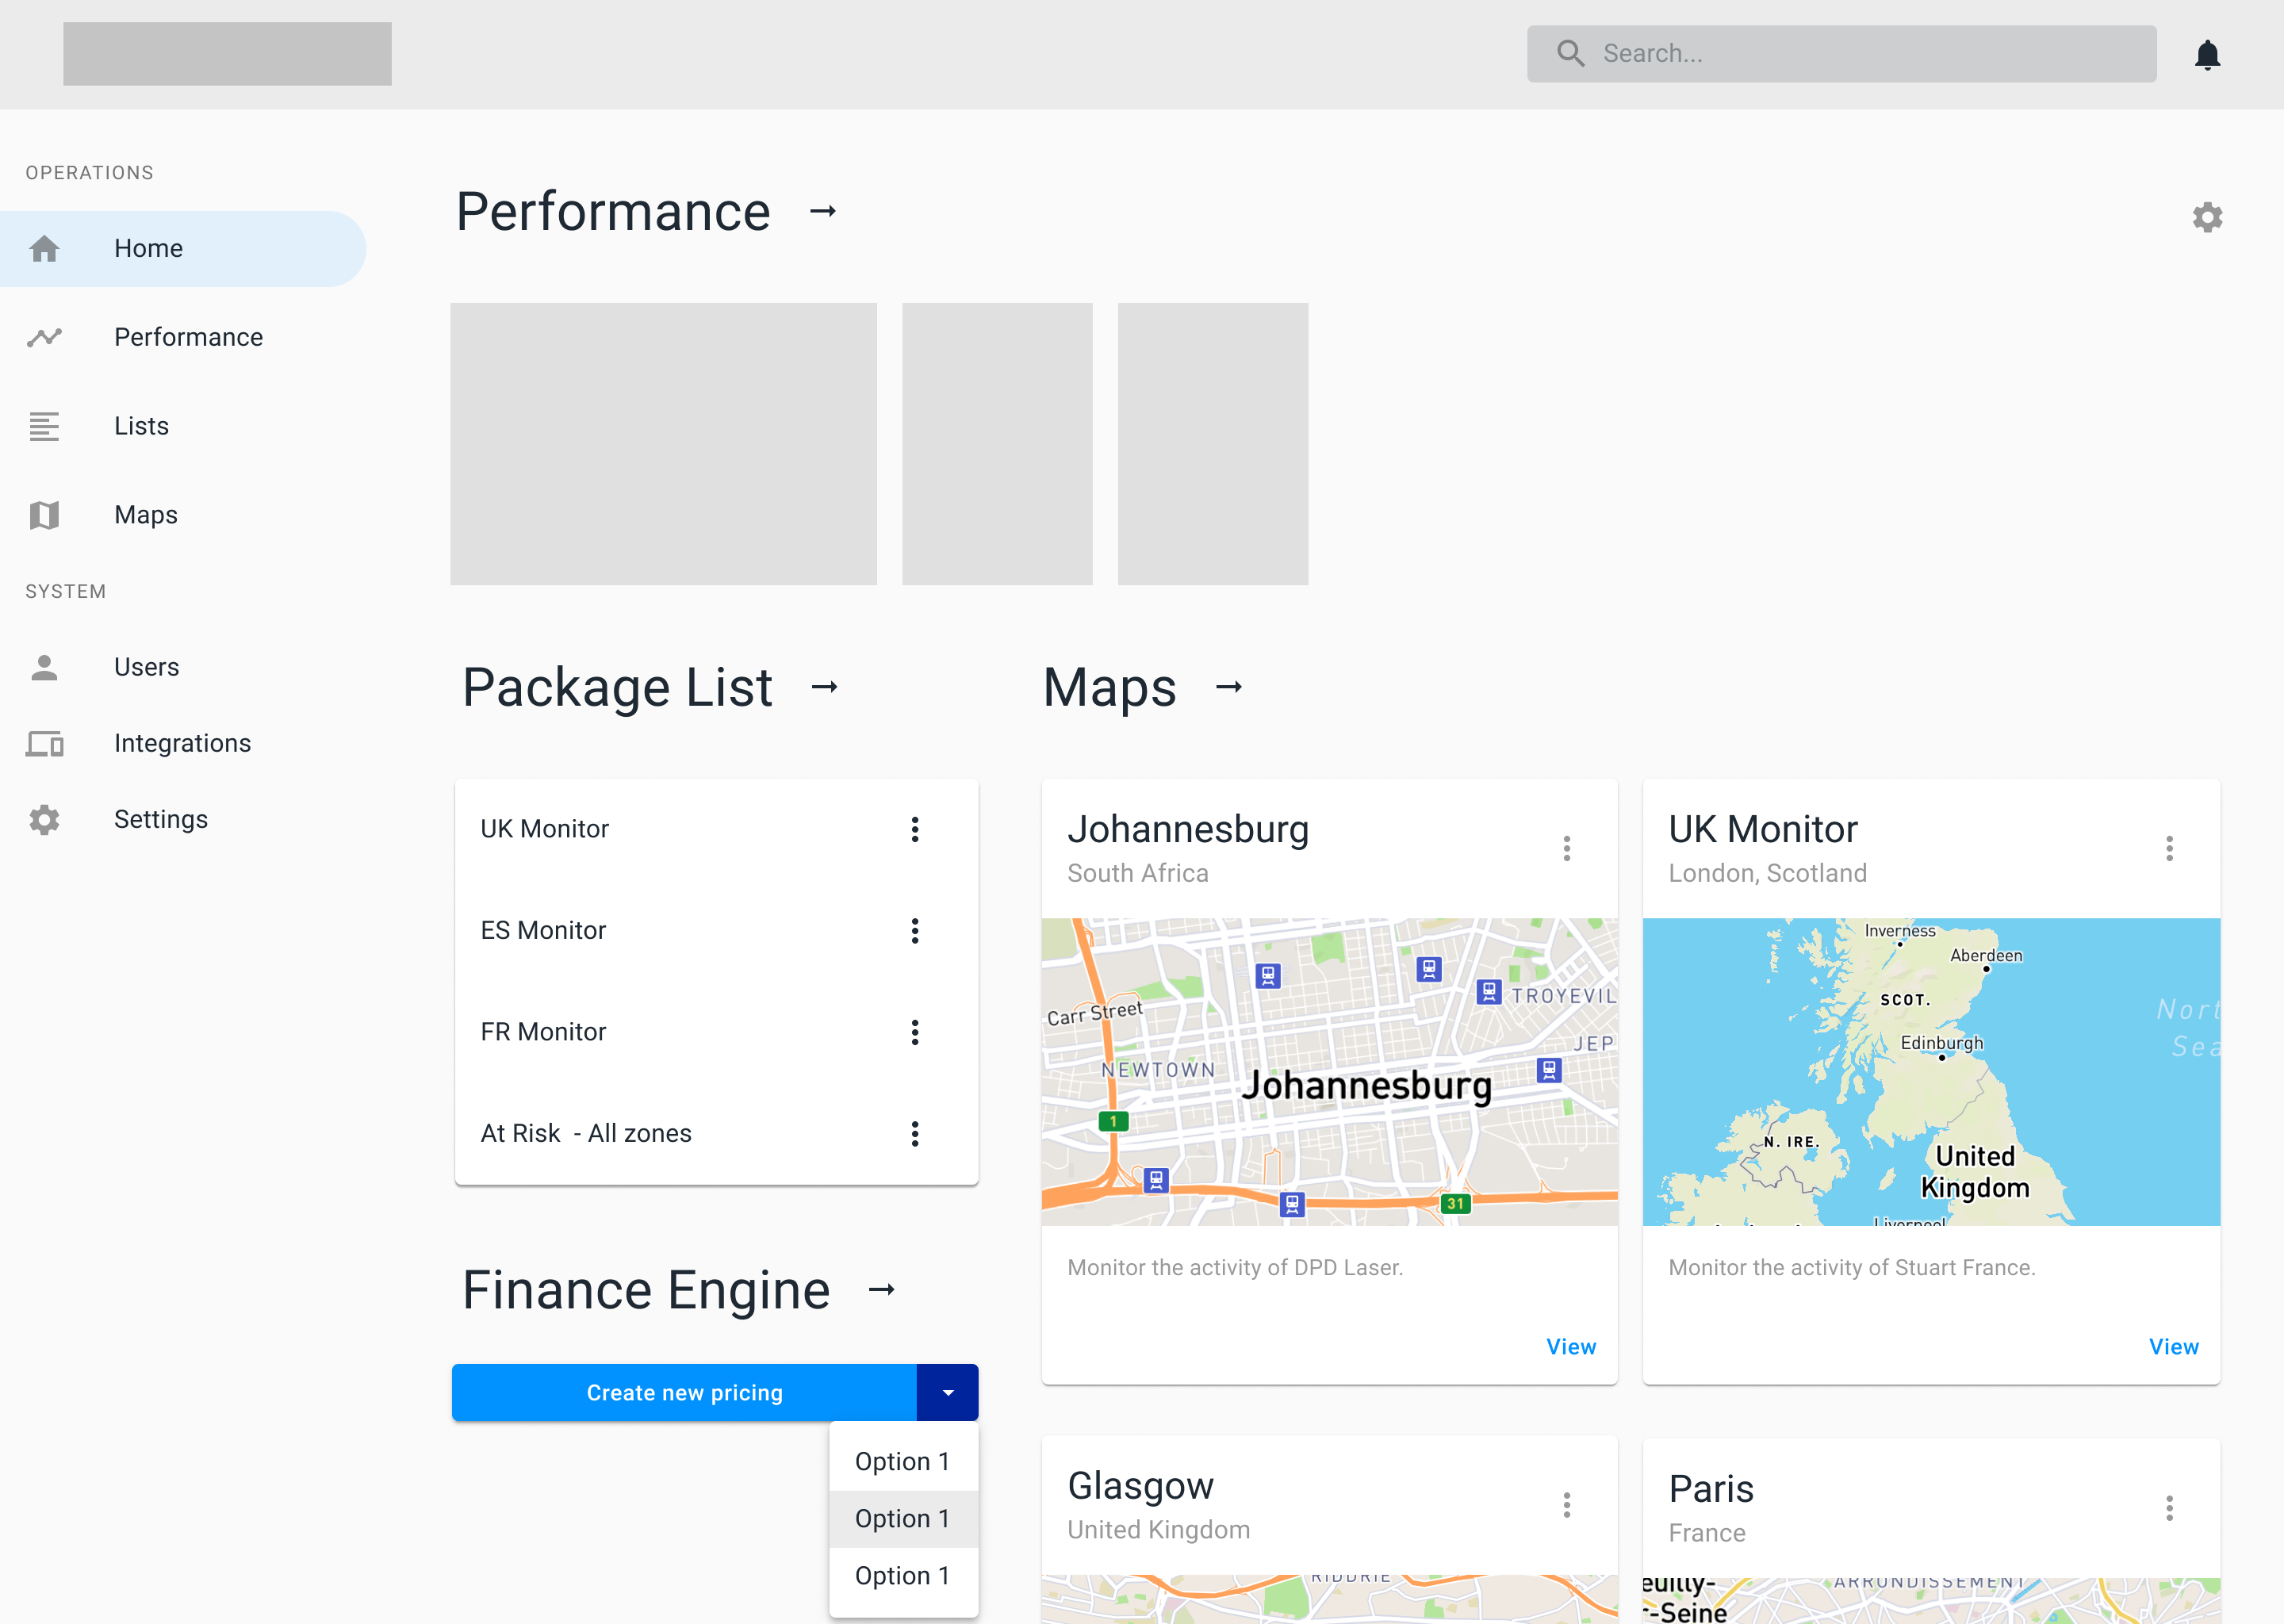 Search...
OPERATIONS
Home
Performance
Lists
Maps
SYSTEM
Users
Integrations
Settings
Performance →
Package List →
UK Monitor
ES Monitor
FR Monitor
At Risk - All zones
Finance Engine →
Create new pricing
Option 1
Option 1
Option 1
Maps →
Johannesburg
South Africa
TROYEVIL
Carr Street
JEP
NEWTOWN
Johannesburg
1
31
Monitor the activity of DPD Laser.
View
UK Monitor
London, Scotland
Inverness
Aberdeen
SCOT.
Nort
Sea
Edinburgh
N. IRE.
United
Kingdom
Liverpool
Monitor the activity of Stuart France.
View
Glasgow
United Kingdom
RIDDRIE
Paris
France
euilly-
r-Seine
ARRONDISSEMENT